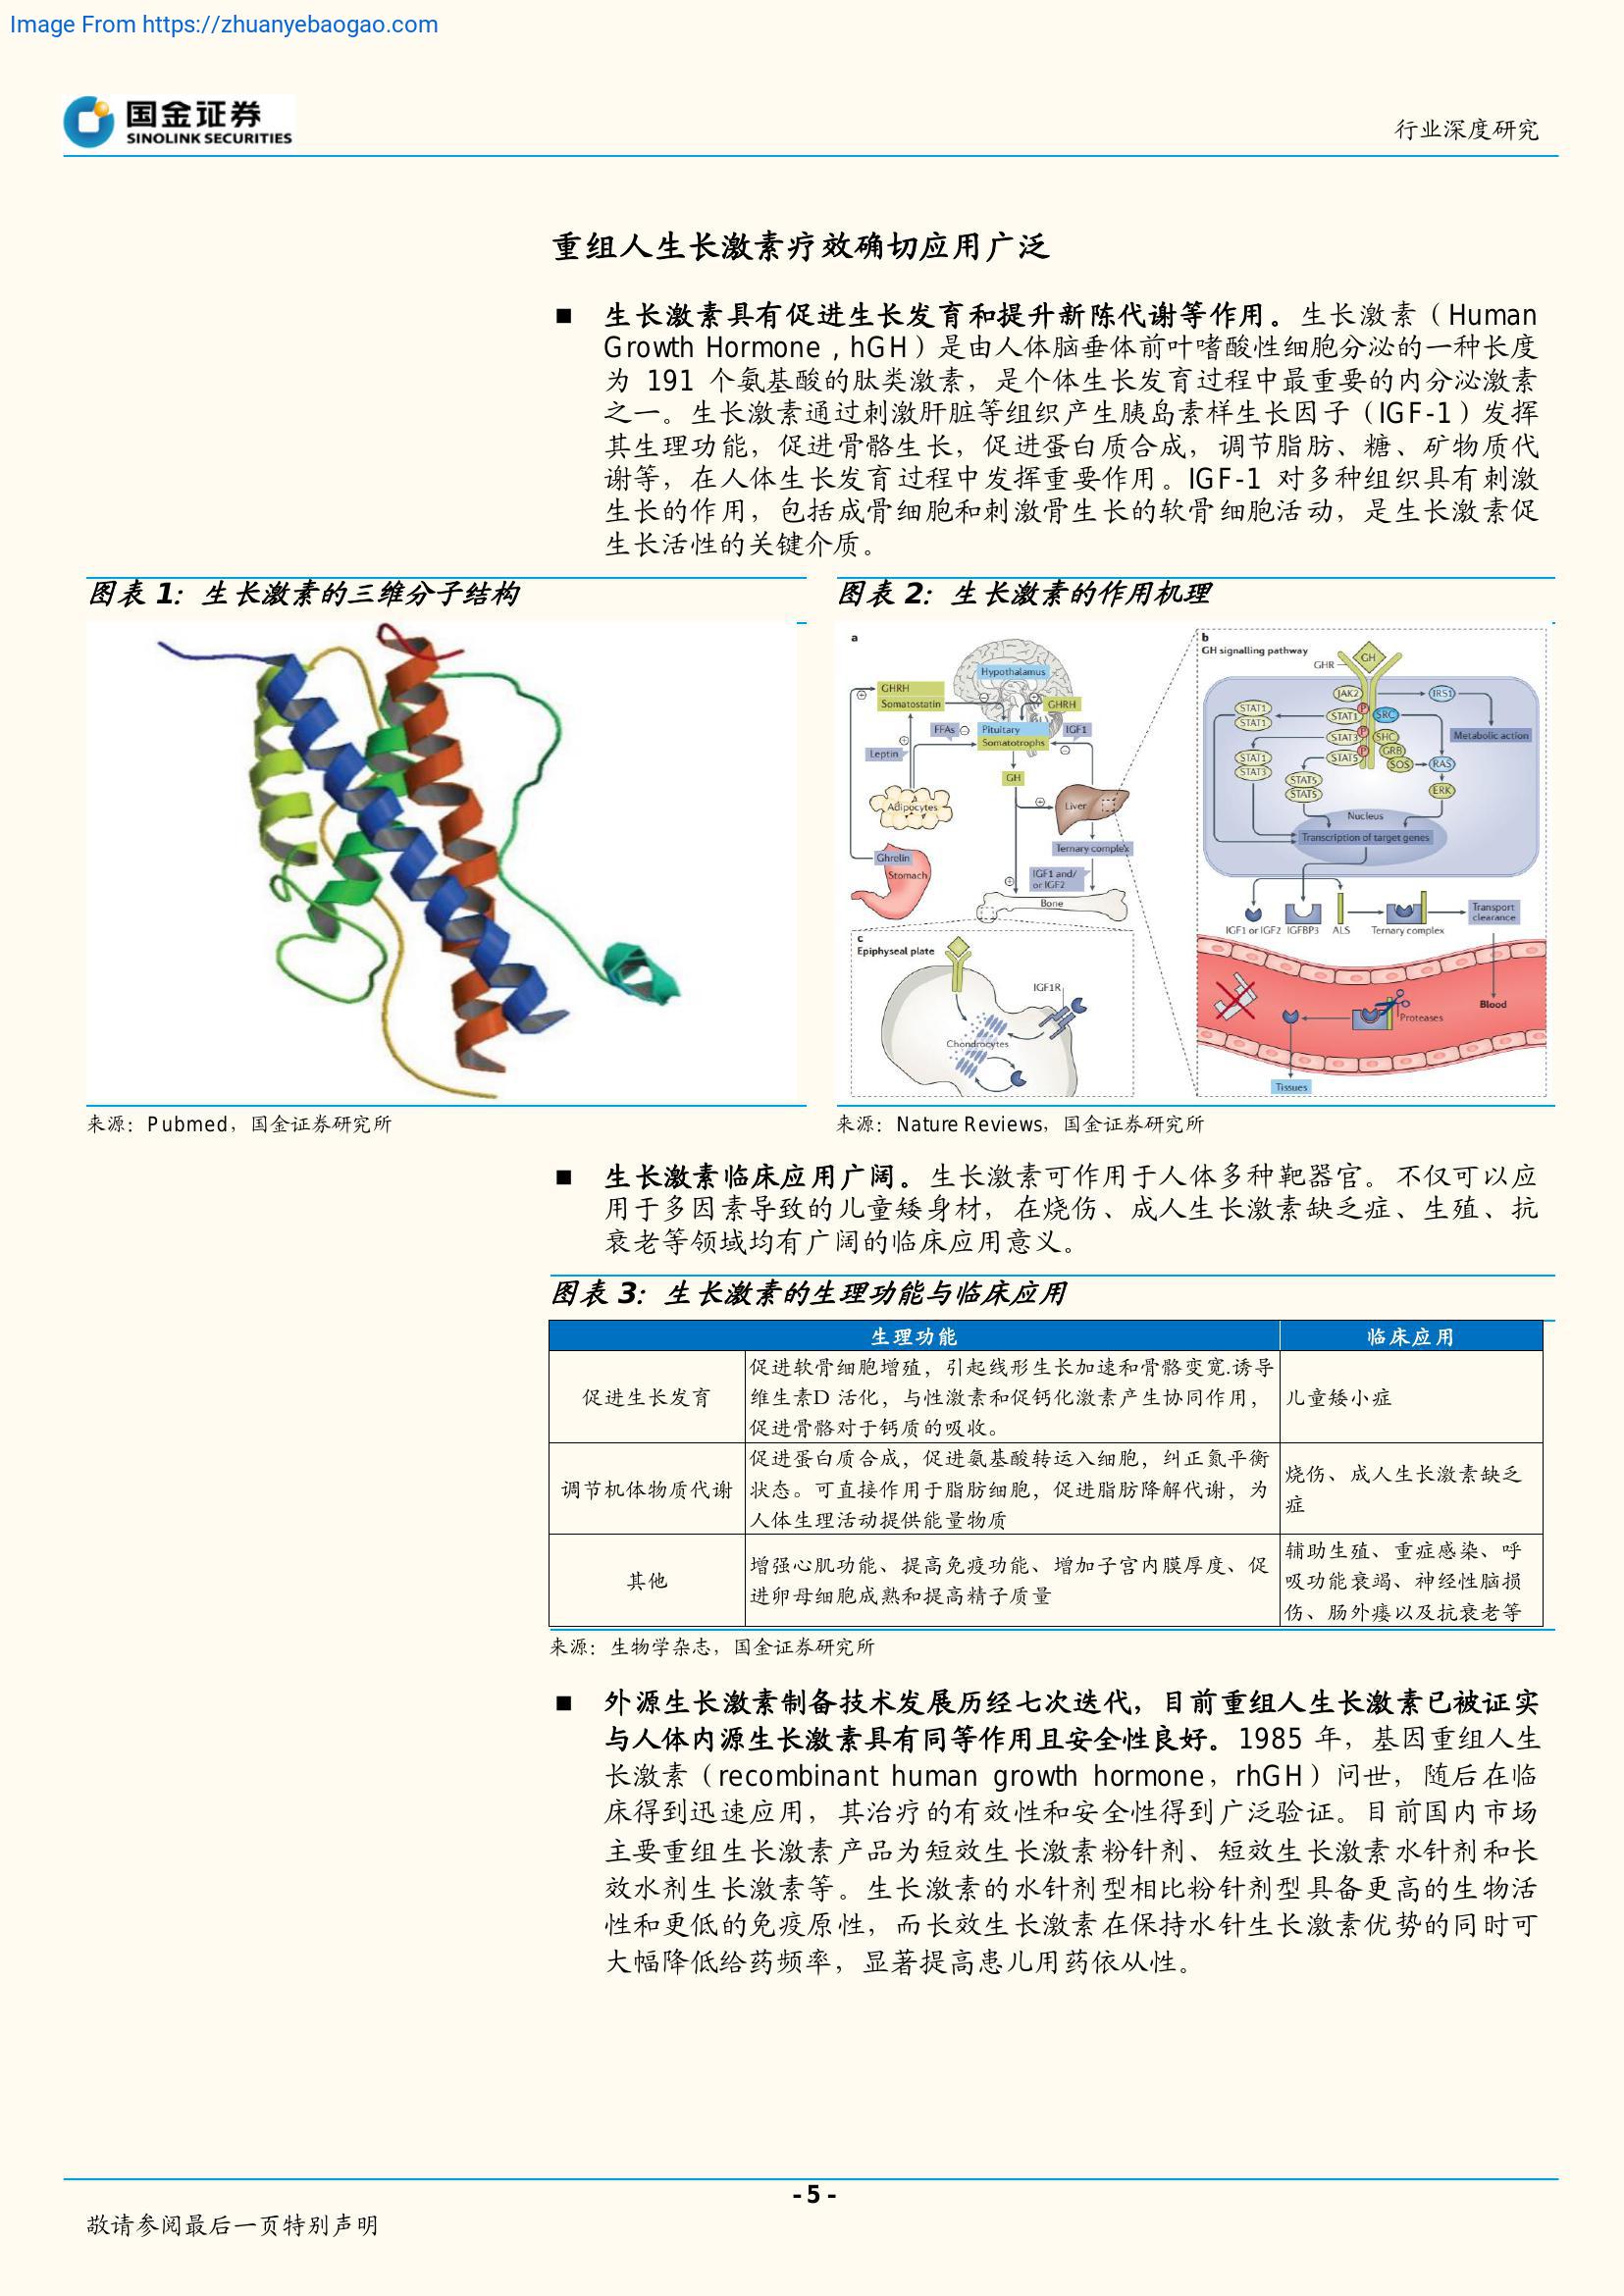 Image From https://zhuanyebaogao.com
国金证券
SINOLINK SECURITIES
行业深度研究
重组人生长激素疗效确切应用广泛
■ 生长激素具有促进生长发育和提升新陈代谢等作用。生长激素（Human
Growth Hormone，hGH）是由人体脑垂体前叶嗜酸性细胞分泌的一种长度
为 191 个氨基酸的肽类激素，是个体生长发育过程中最重要的内分泌激素
之一。生长激素通过刺激肝脏等组织产生胰岛素样生长因子（IGF-1）发挥
其生理功能，促进骨骼生长，促进蛋白质合成，调节脂肪、糖、矿物质代
谢等，在人体生长发育过程中发挥重要作用。IGF-1 对多种组织具有刺激
生长的作用，包括成骨细胞和刺激骨生长的软骨细胞活动，是生长激素促
生长活性的关键介质。
图表 1：生长激素的三维分子结构
图表 2：生长激素的作用机理
a
Hypothalamus
GHRH
Somatostatin
GHRH
FFAs
Pituitary
IGF1
Somatotrophs
Leptin
GH
Adipocytes
Liver
Ghrelin
Stomach
Ternary complex
IGF1 and/
or IGF2
Bone
b
GH signalling pathway
GHR
GH
JAK2
IRS1
STAT1
STAT1
STAT1
P
SRC
STAT3
P
SHC
Metabolic action
GRB
STAT1
STAT3
STAT5
P
SOS
RAS
STAT5
STAT5
ERK
Nucleus
Transcription of target genes
IGF1 or IGF2
IGFBP3
ALS
Ternary complex
Transport
clearance
Blood
Proteases
Tissues
c
Epiphyseal plate
IGF1R
Chondrocytes
来源：Pubmed，国金证券研究所
来源：Nature Reviews，国金证券研究所
■ 生长激素临床应用广阔。生长激素可作用于人体多种靶器官。不仅可以应
用于多因素导致的儿童矮身材，在烧伤、成人生长激素缺乏症、生殖、抗
衰老等领域均有广阔的临床应用意义。
图表 3：生长激素的生理功能与临床应用
生理功能 临床应用
促进生长发育
促进软骨细胞增殖，引起线形生长加速和骨骼变宽.诱导
维生素D 活化，与性激素和促钙化激素产生协同作用，
促进骨骼对于钙质的吸收。
儿童矮小症
调节机体物质代谢
促进蛋白质合成，促进氨基酸转运入细胞，纠正氮平衡
状态。可直接作用于脂肪细胞，促进脂肪降解代谢，为
人体生理活动提供能量物质
烧伤、成人生长激素缺乏
症
其他
增强心肌功能、提高免疫功能、增加子宫内膜厚度、促
进卵母细胞成熟和提高精子质量
辅助生殖、重症感染、呼
吸功能衰竭、神经性脑损
伤、肠外瘘以及抗衰老等
来源：生物学杂志，国金证券研究所
■ 外源生长激素制备技术发展历经七次迭代，目前重组人生长激素已被证实
与人体内源生长激素具有同等作用且安全性良好。1985 年，基因重组人生
长激素（recombinant human growth hormone，rhGH）问世，随后在临
床得到迅速应用，其治疗的有效性和安全性得到广泛验证。目前国内市场
主要重组生长激素产品为短效生长激素粉针剂、短效生长激素水针剂和长
效水剂生长激素等。生长激素的水针剂型相比粉针剂型具备更高的生物活
性和更低的免疫原性，而长效生长激素在保持水针生长激素优势的同时可
大幅降低给药频率，显著提高患儿用药依从性。
- 5 -
敬请参阅最后一页特别声明